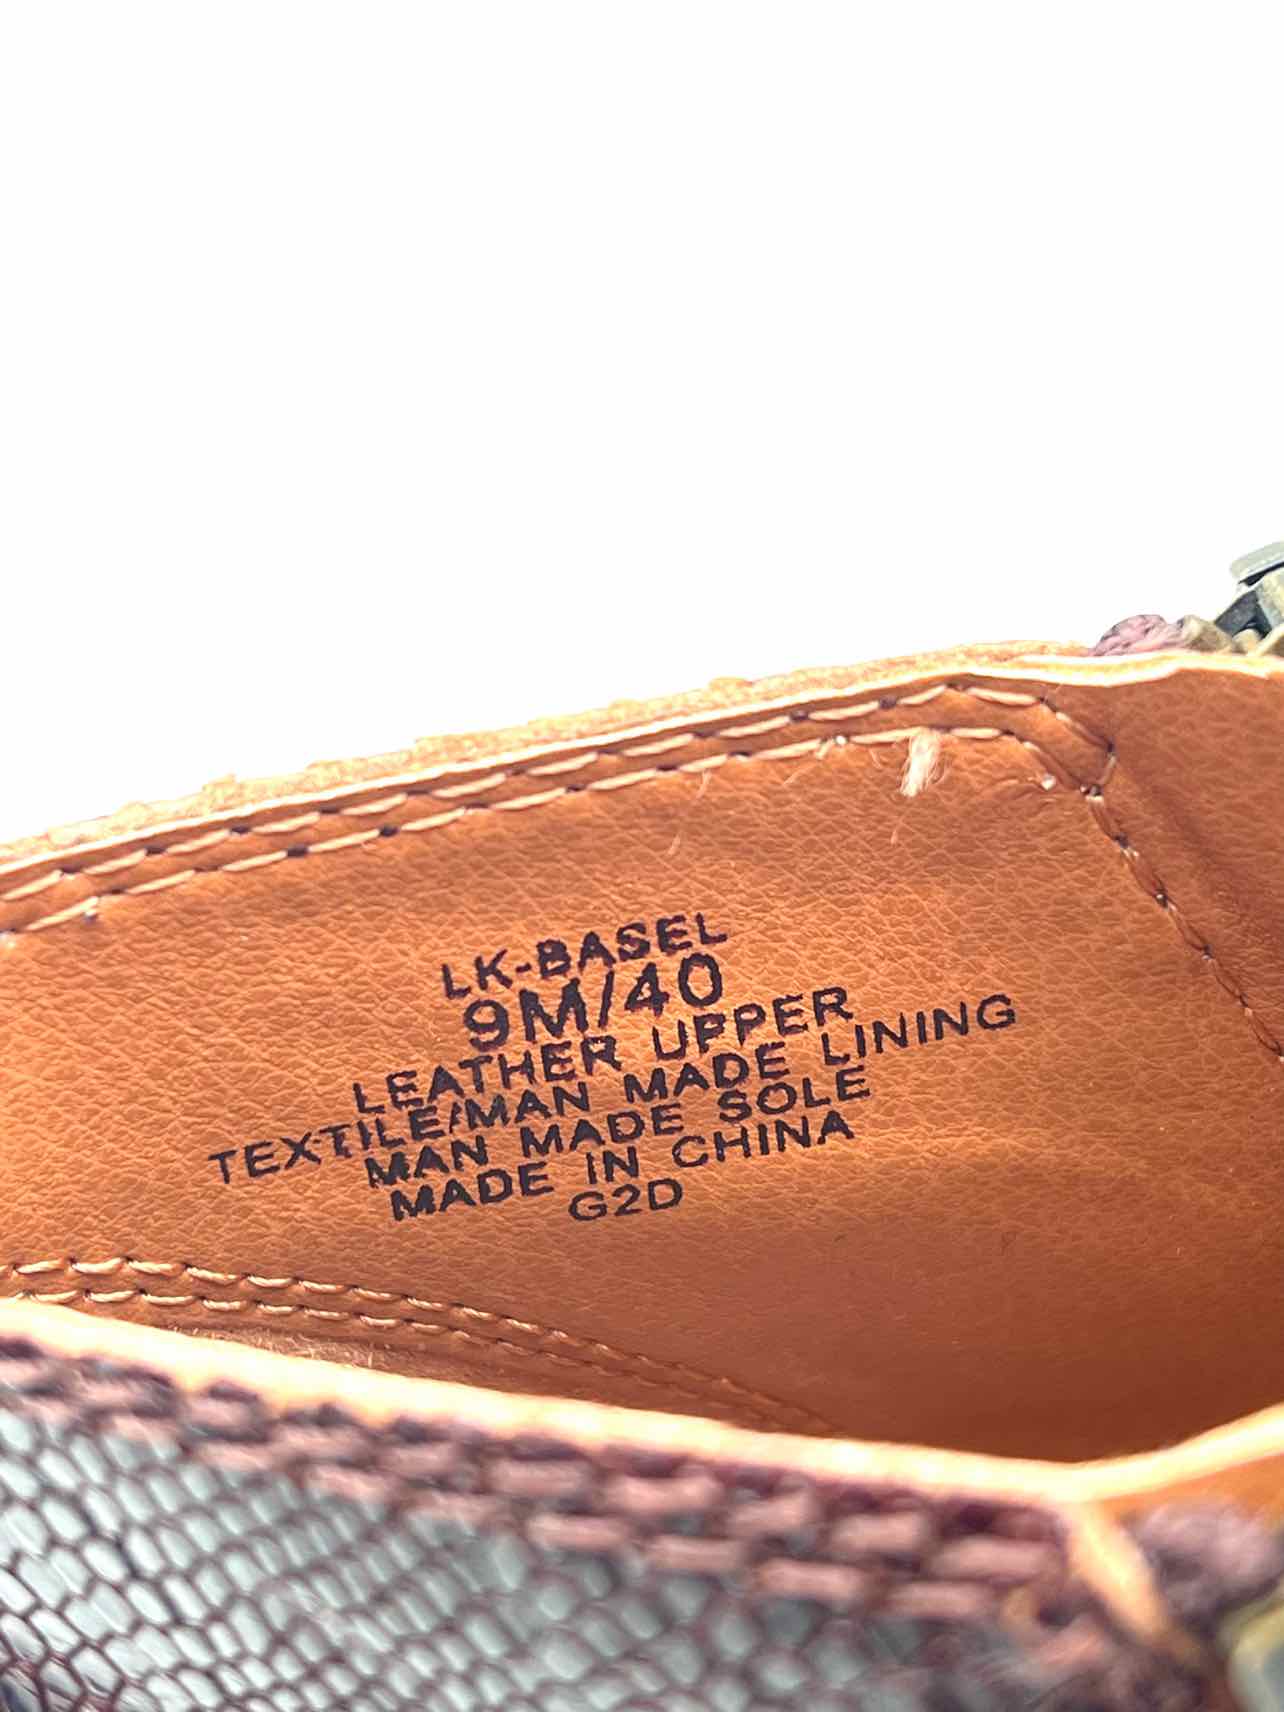 LK-BASEL
9M/40
LEATHER UPPER
TEXTILE/MAN MADE LINING
MAN MADE SOLE
MADE IN CHINA
G2D